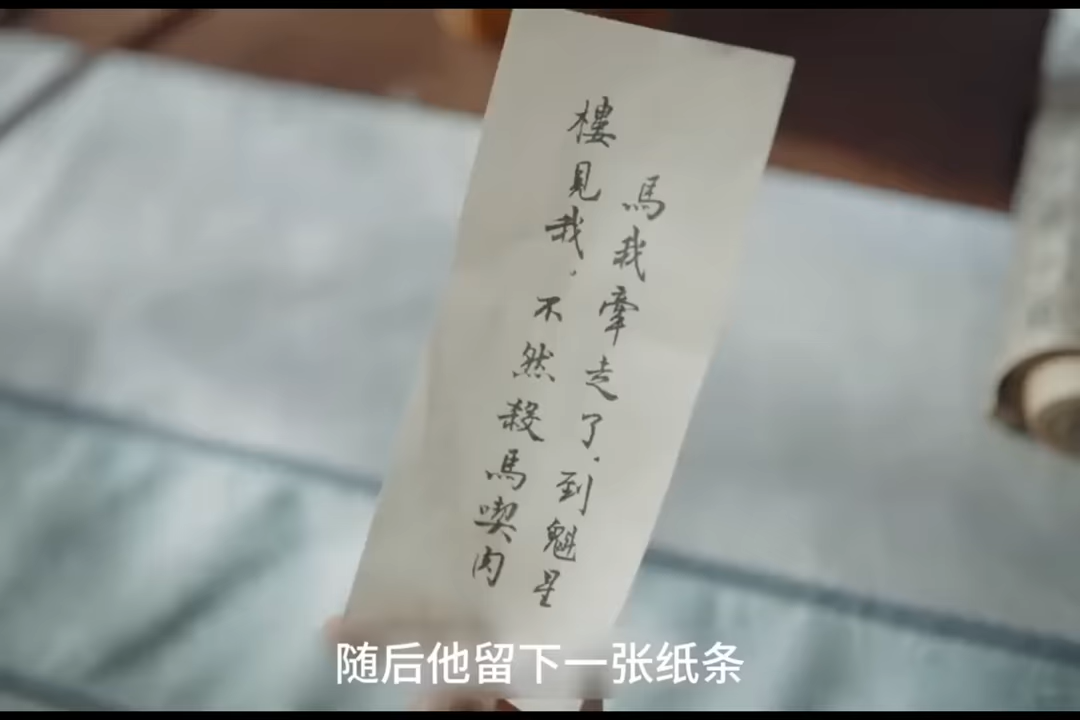 馬我牽走了，到魁星
樓見我，不然殺馬喫肉
随后他留下一张纸条